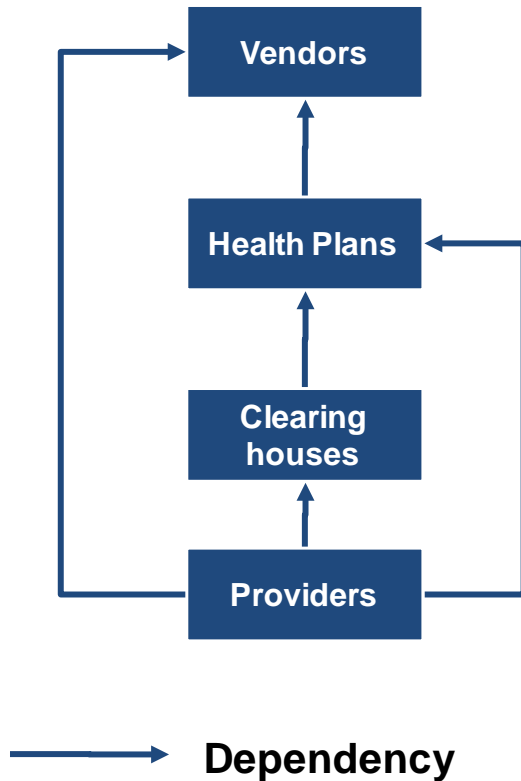 Vendors
Health Plans
Clearing
houses
Providers
Dependency